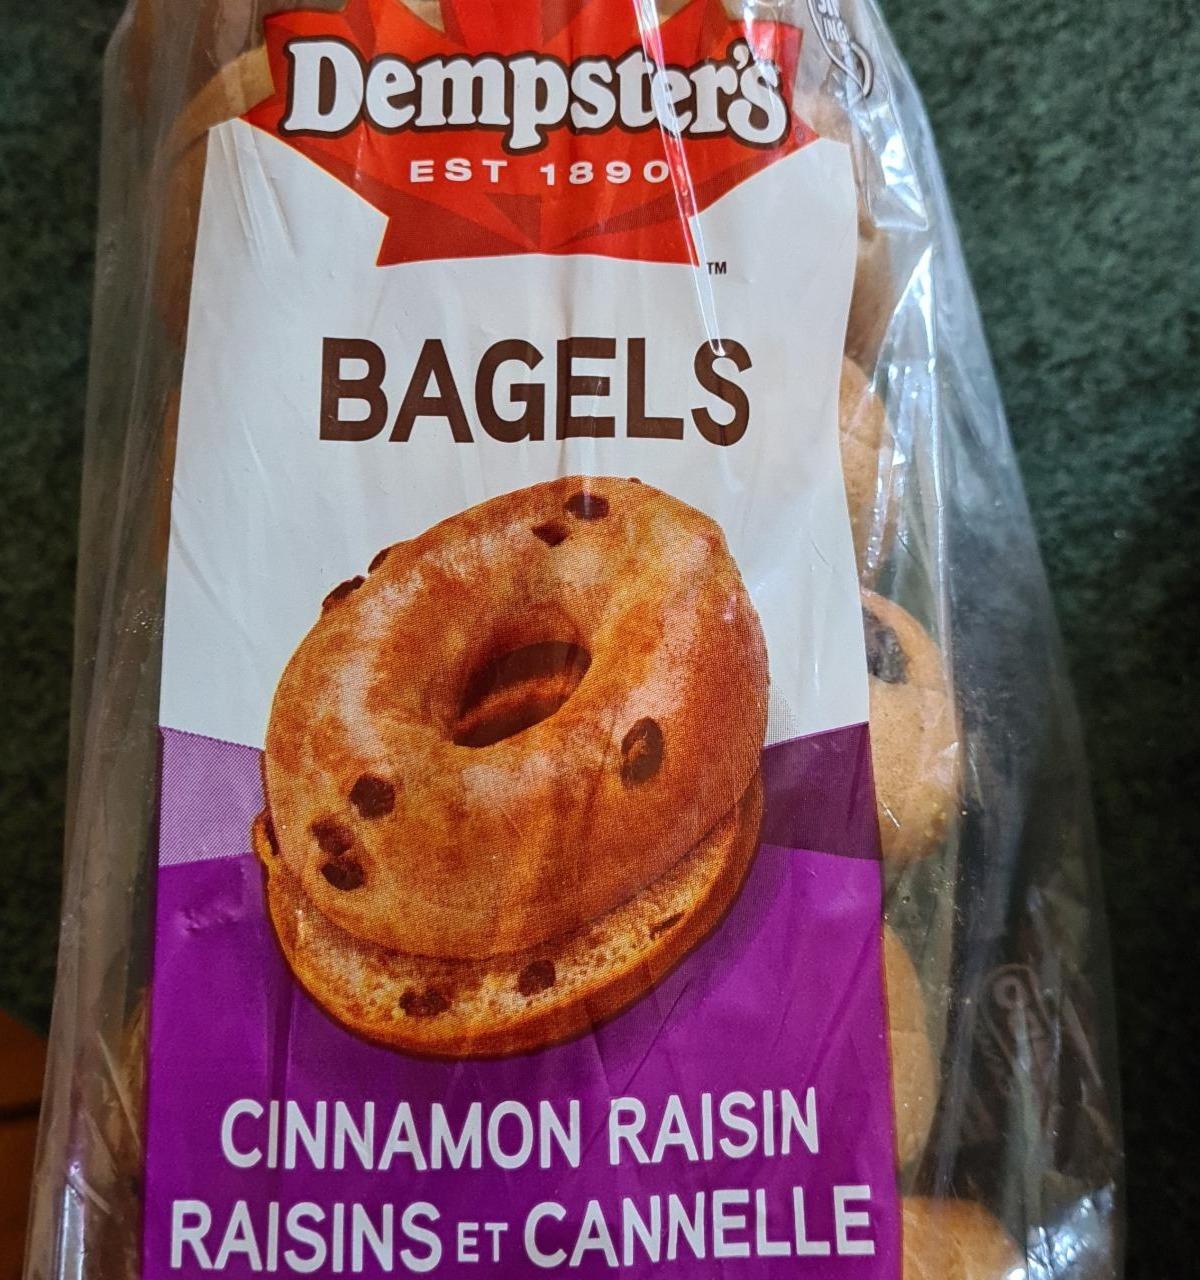 Dempster's
EST 1890
TM
BAGELS
CINNAMON RAISIN
RAISINS ET CANNELLE